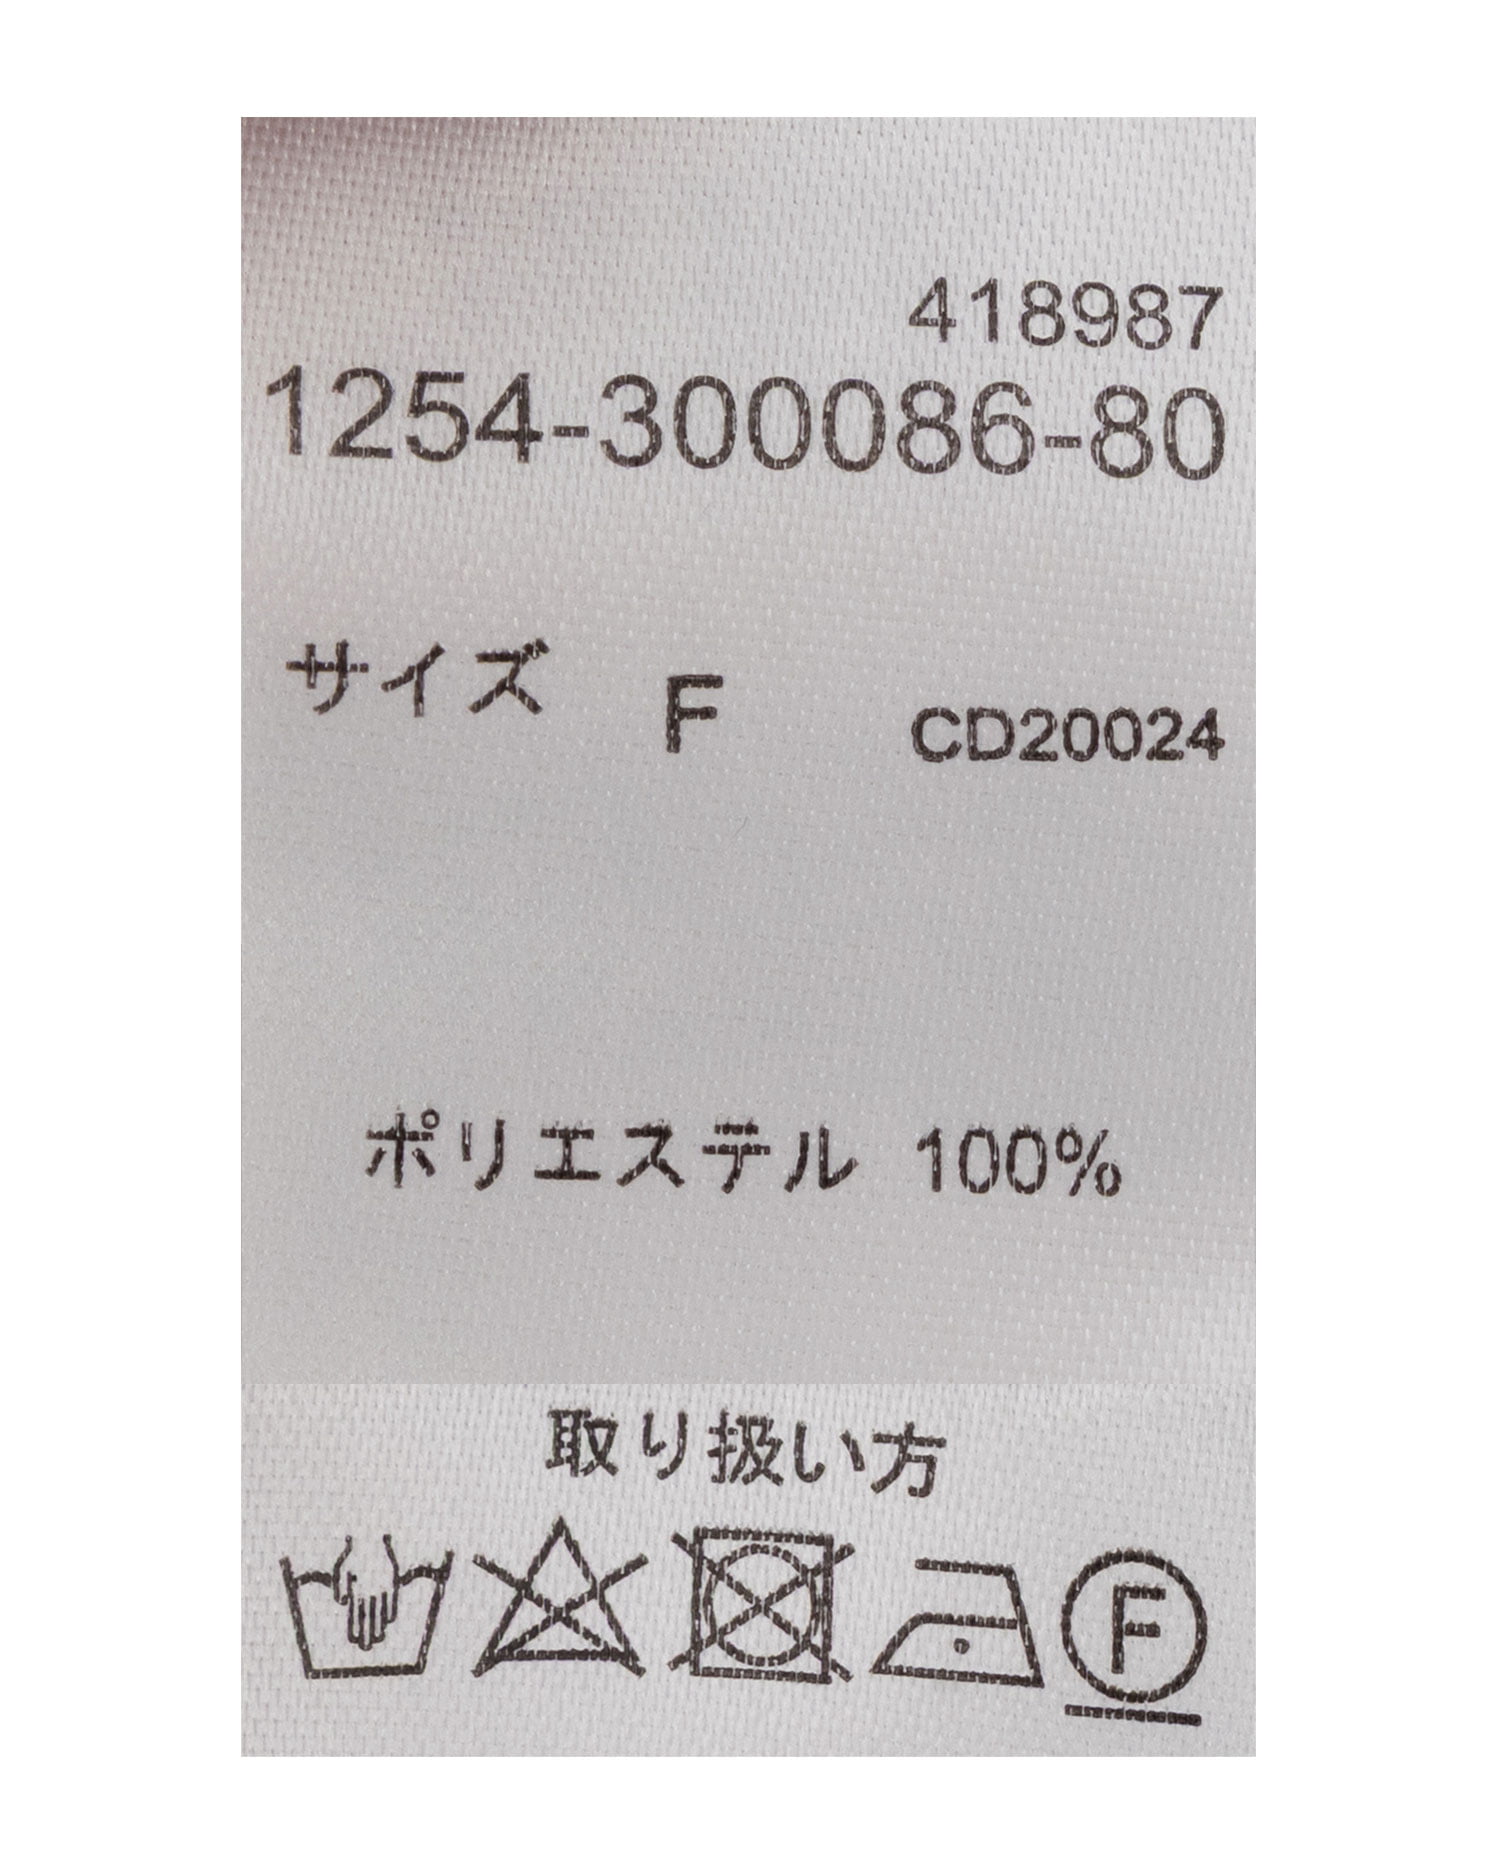 418987
1254-300086-80
サイズ F CD20024
ポリエステル 100%
取り扱い方
F